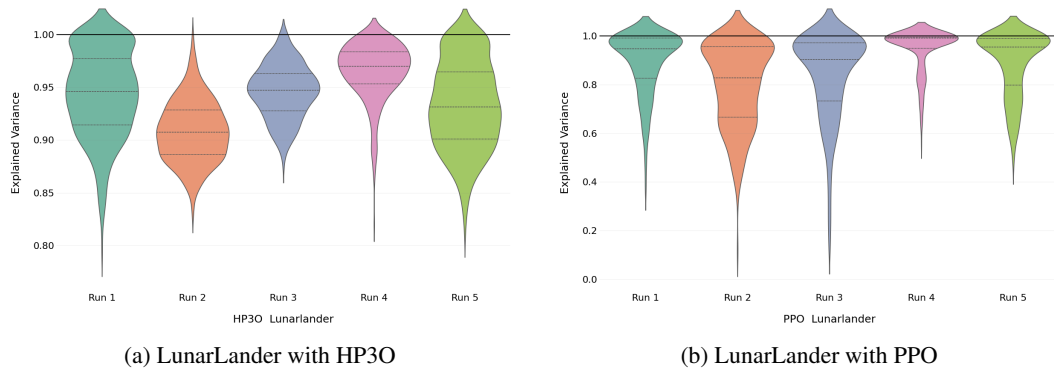 Explained Variance
1.00
0.95
0.90
0.85
0.80
Run 1 Run 2 Run 3 Run 4 Run 5
HP3O Lunarlander
(a) LunarLander with HP3O
Explained Variance
1.0
0.8
0.6
0.4
0.2
0.0
Run 1 Run 2 Run 3 Run 4 Run 5
PPO Lunarlander
(b) LunarLander with PPO